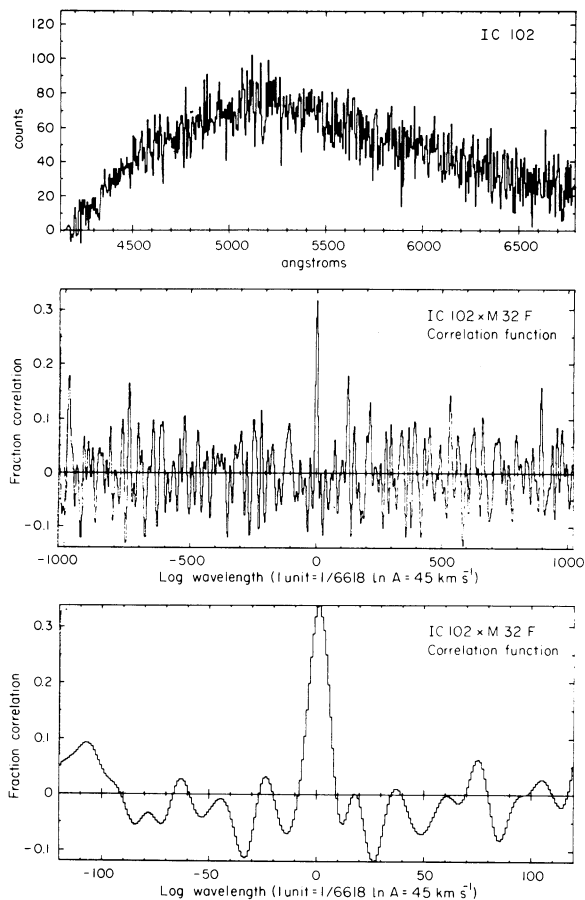 120
IC 102
100
80
counts
60
40
20
0
4500 5000 5500 6000 6500
angstroms
0.3
IC 102 × M 32 F
Correlation function
0.2
Fraction correlation
0.1
0
-0.1
-1000 -500 0 500 1000
Log wavelength (1 unit = 1/6618 ln A = 45 km s⁻¹)
0.3
IC 102 × M 32 F
Correlation function
0.2
Fraction correlation
0.1
0
-0.1
-100 -50 0 50 100
Log wavelength (1 unit = 1/6618 ln A = 45 km s⁻¹)